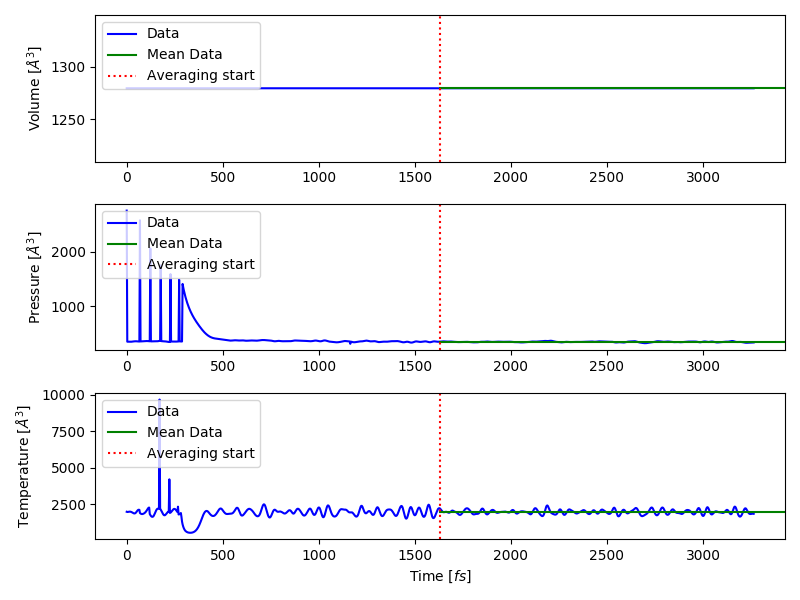 Volume [Å³]
1300
1250
Data
Mean Data
Averaging start
0 500 1000 1500 2000 2500 3000
Pressure [Å³]
2000
1000
Data
Mean Data
Averaging start
0 500 1000 1500 2000 2500 3000
Temperature [Å³]
10000
7500
5000
2500
Data
Mean Data
Averaging start
0 500 1000 1500 2000 2500 3000
Time [fs]